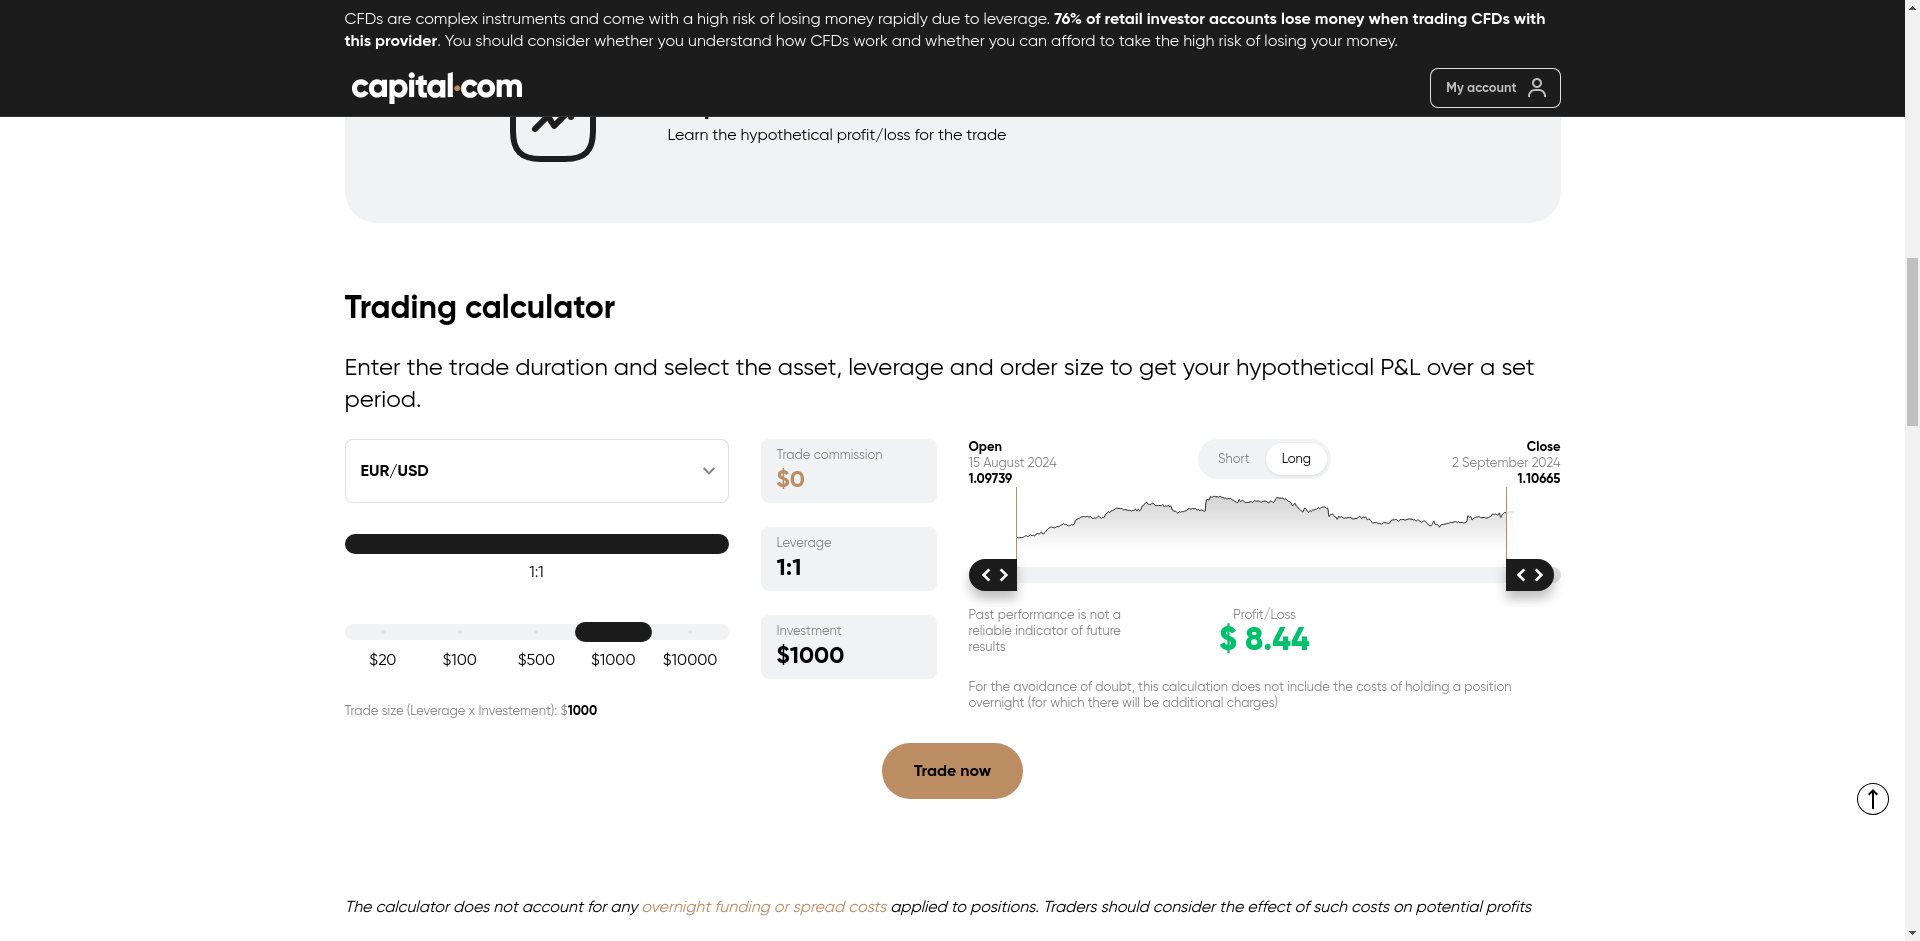 CFDs are complex instruments and come with a high risk of losing money rapidly due to leverage. 76% of retail investor accounts lose money when trading CFDs with
this provider. You should consider whether you understand how CFDs work and whether you can afford to take the high risk of losing your money.
capital.com
My account
Learn the hypothetical profit/loss for the trade
Trading calculator
Enter the trade duration and select the asset, leverage and order size to get your hypothetical P&L over a set
period.
EUR/USD
1:1
$20 $100 $500 $1000 $10000
Trade size (Leverage x Investement): $1000
Trade commission
$0
Leverage
1:1
Investment
$1000
Open
15 August 2024
1.09739
Short Long
Close
2 September 2024
1.10665
Past performance is not a
reliable indicator of future
results
Profit/Loss
$ 8.44
For the avoidance of doubt, this calculation does not include the costs of holding a position
overnight (for which there will be additional charges)
Trade now
The calculator does not account for any overnight funding or spread costs applied to positions. Traders should consider the effect of such costs on potential profits